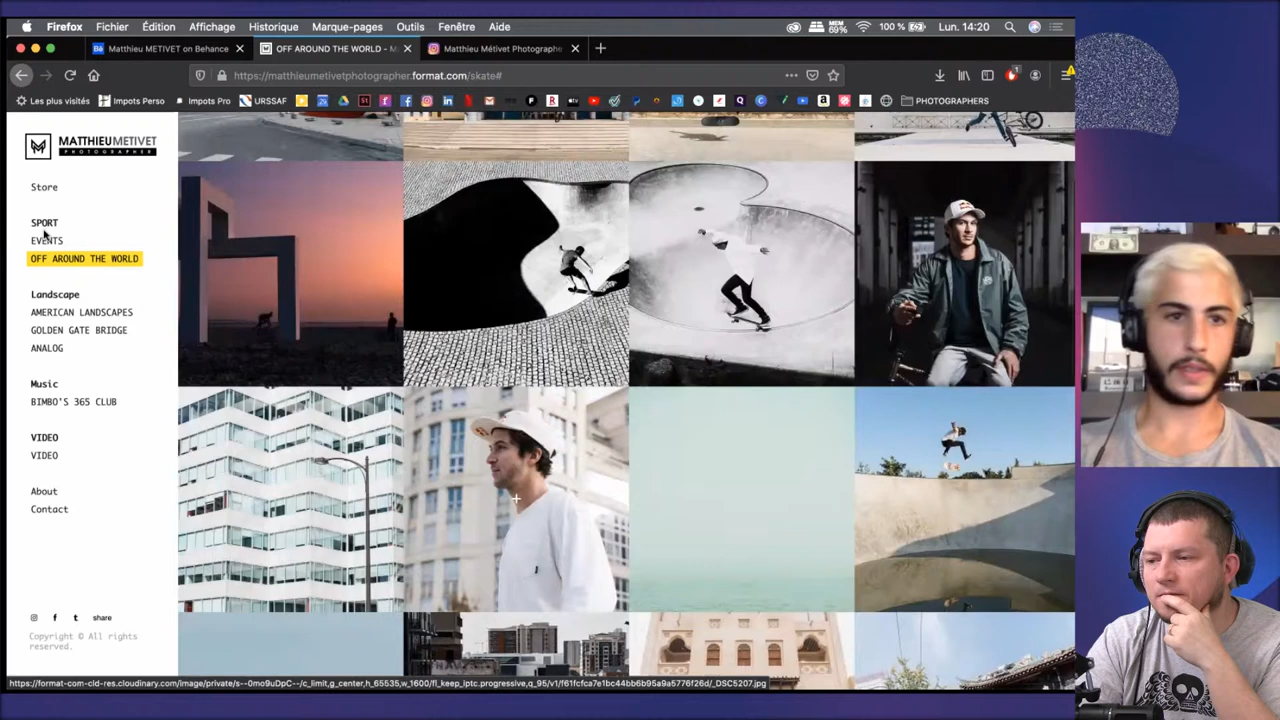 Firefox Fichier Édition Affichage Historique Marque-pages Outils Fenêtre Aide
MEM 69% 100 % Lun. 14:20
Bē Matthieu METIVET on Behance
OFF AROUND THE WORLD - M
Matthieu Métivet Photographe
https://matthieumetivetphotographer.format.com/skate#
Les plus visités Impots Perso Impots Pro URSSAF PHOTOGRAPHERS
MATTHIEUMETIVET
PHOTOGRAPHER
Store
SPORT
EVENTS
OFF AROUND THE WORLD
Landscape
AMERICAN LANDSCAPES
GOLDEN GATE BRIDGE
ANALOG
Music
BIMBO'S 365 CLUB
VIDEO
VIDEO
About
Contact
share
Copyright © All rights
reserved.